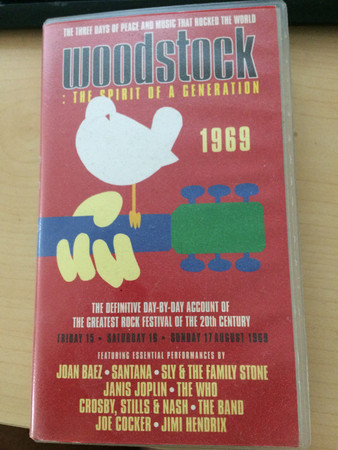 THE THREE DAYS OF PEACE AND MUSIC THAT ROCKED THE WORLD
woodstock
: THE SPIRIT OF A GENERATION
1969
THE DEFINITIVE DAY-BY-DAY ACCOUNT OF
THE GREATEST ROCK FESTIVAL OF THE 20th CENTURY
FRIDAY 15 • SATURDAY 16 • SUNDAY 17 AUGUST 1969
FEATURING ESSENTIAL PERFORMANCES BY
JOAN BAEZ • SANTANA • SLY & THE FAMILY STONE
JANIS JOPLIN • THE WHO
CROSBY, STILLS & NASH • THE BAND
JOE COCKER • JIMI HENDRIX